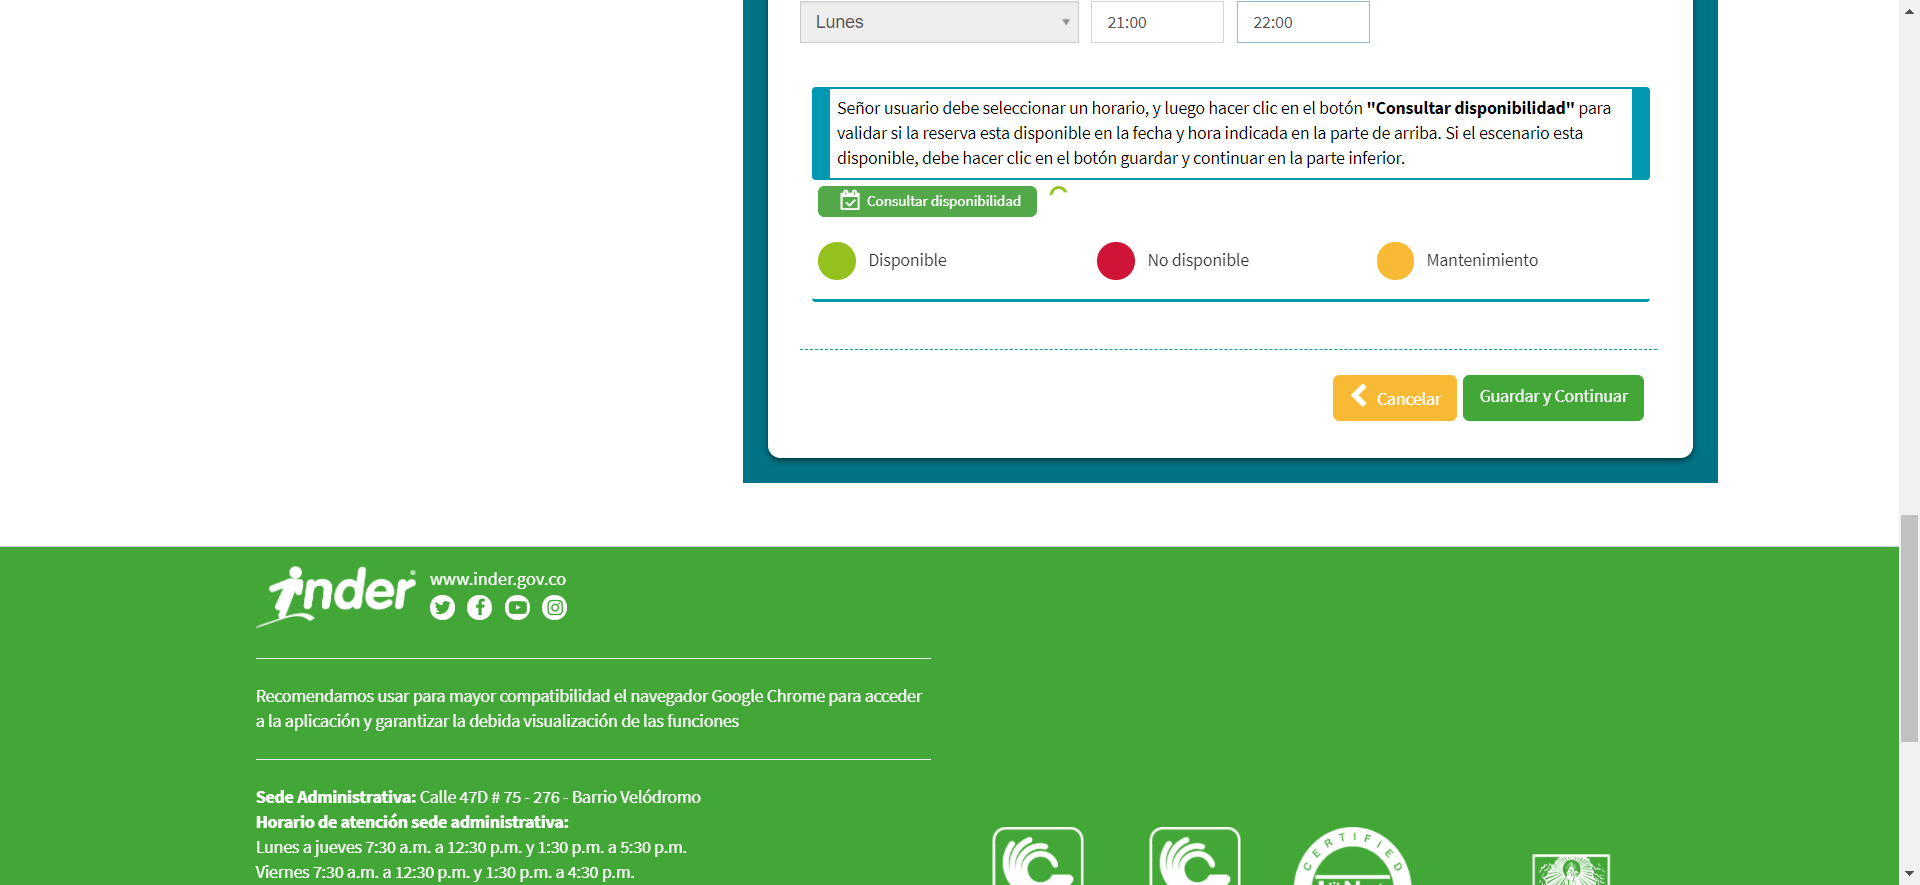 Lunes 21:00 22:00
Señor usuario debe seleccionar un horario, y luego hacer clic en el botón "Consultar disponibilidad" para
validar si la reserva esta disponible en la fecha y hora indicada en la parte de arriba. Si el escenario esta
disponible, debe hacer clic en el botón guardar y continuar en la parte inferior.
Consultar disponibilidad
Disponible No disponible Mantenimiento
Cancelar Guardar y Continuar
inder
www.inder.gov.co
Recomendamos usar para mayor compatibilidad el navegador Google Chrome para acceder
a la aplicación y garantizar la debida visualización de las funciones
Sede Administrativa: Calle 47D # 75 - 276 - Barrio Velódromo
Horario de atención sede administrativa:
Lunes a jueves 7:30 a.m. a 12:30 p.m. y 1:30 p.m. a 5:30 p.m.
Viernes 7:30 a.m. a 12:30 p.m. y 1:30 p.m. a 4:30 p.m.
CERTIFIED